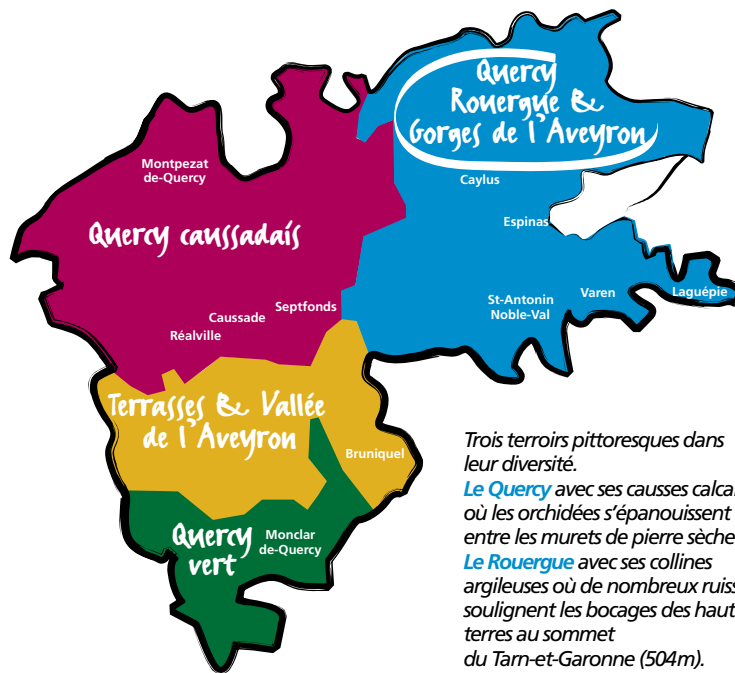 Quercy
Rouergue &
Gorges de l'Aveyron
Montpezat
de-Quercy
Caylus
Quercy caussadais
Espinas
Septfonds
Caussade
Réalville
St-Antonin
Noble-Val
Varen
Laguépie
Terrasses & Vallée
de l'Aveyron
Bruniquel
Quercy
vert
Monclar
de-Quercy
Trois terroirs pittoresques dans
leur diversité.
Le Quercy avec ses causses
où les orchidées s'épanouissent
entre les murets de pierre sèche
Le Rouergue avec ses collines
argileuses où de nombreux
soulignent les bocages des
terres au sommet
du Tarn-et-Garonne (504m).